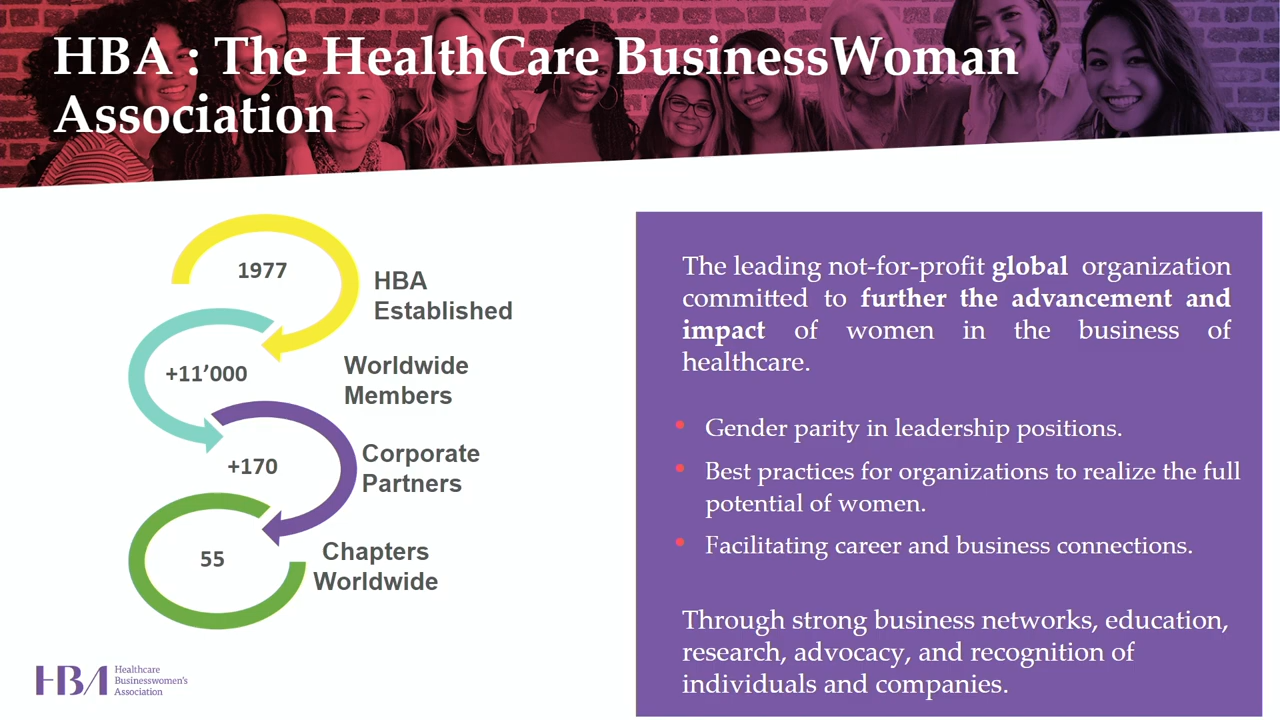 HBA : The HealthCare BusinessWoman
Association
1977
HBA
Established
+11’000
Worldwide
Members
+170
Corporate
Partners
55
Chapters
Worldwide
HBA
Healthcare
Businesswomen's
Association
The leading not-for-profit global organization
committed to further the advancement and
impact of women in the business of
healthcare.
• Gender parity in leadership positions.
• Best practices for organizations to realize the full
potential of women.
• Facilitating career and business connections.
Through strong business networks, education,
research, advocacy, and recognition of
individuals and companies.